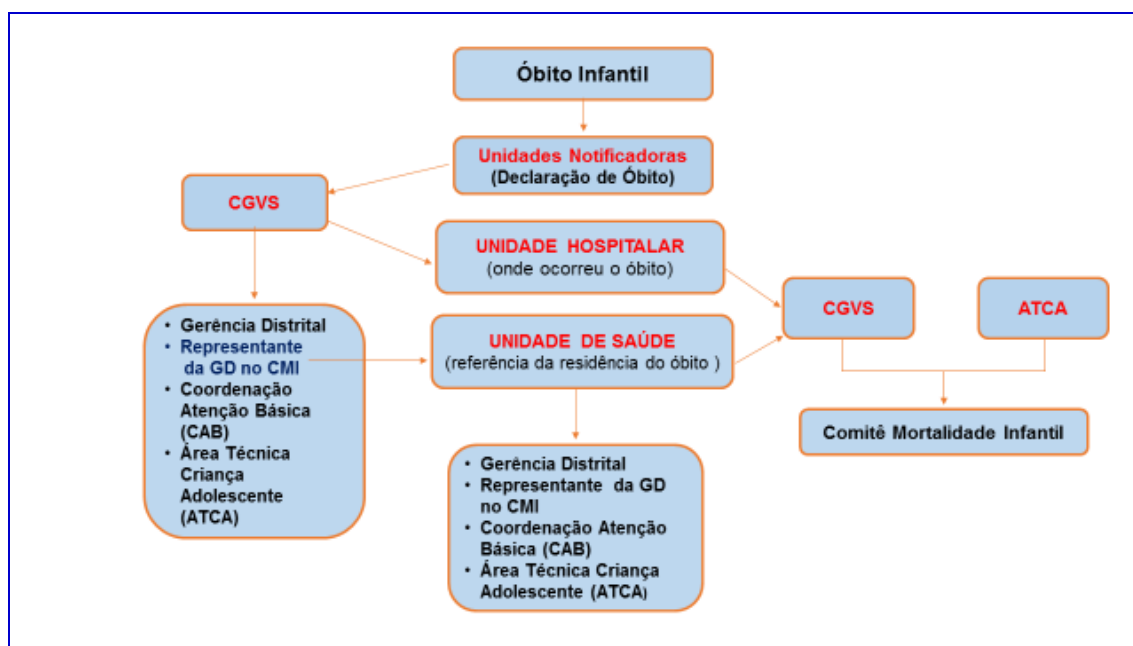 Óbito Infantil
Unidades Notificadoras
(Declaração de Óbito)
CGVS
UNIDADE HOSPITALAR
(onde ocorreu o óbito)
CGVS
ATCA
• Gerência Distrital
• Representante
da GD no CMI
• Coordenação
Atenção Básica
(CAB)
• Área Técnica
Criança
Adolescente
(ATCA)
UNIDADE DE SAÚDE
(referência da residência do óbito )
Comitê Mortalidade Infantil
• Gerência Distrital
• Representante da GD
no CMI
• Coordenação Atenção
Básica (CAB)
• Área Técnica Criança
Adolescente (ATCA)